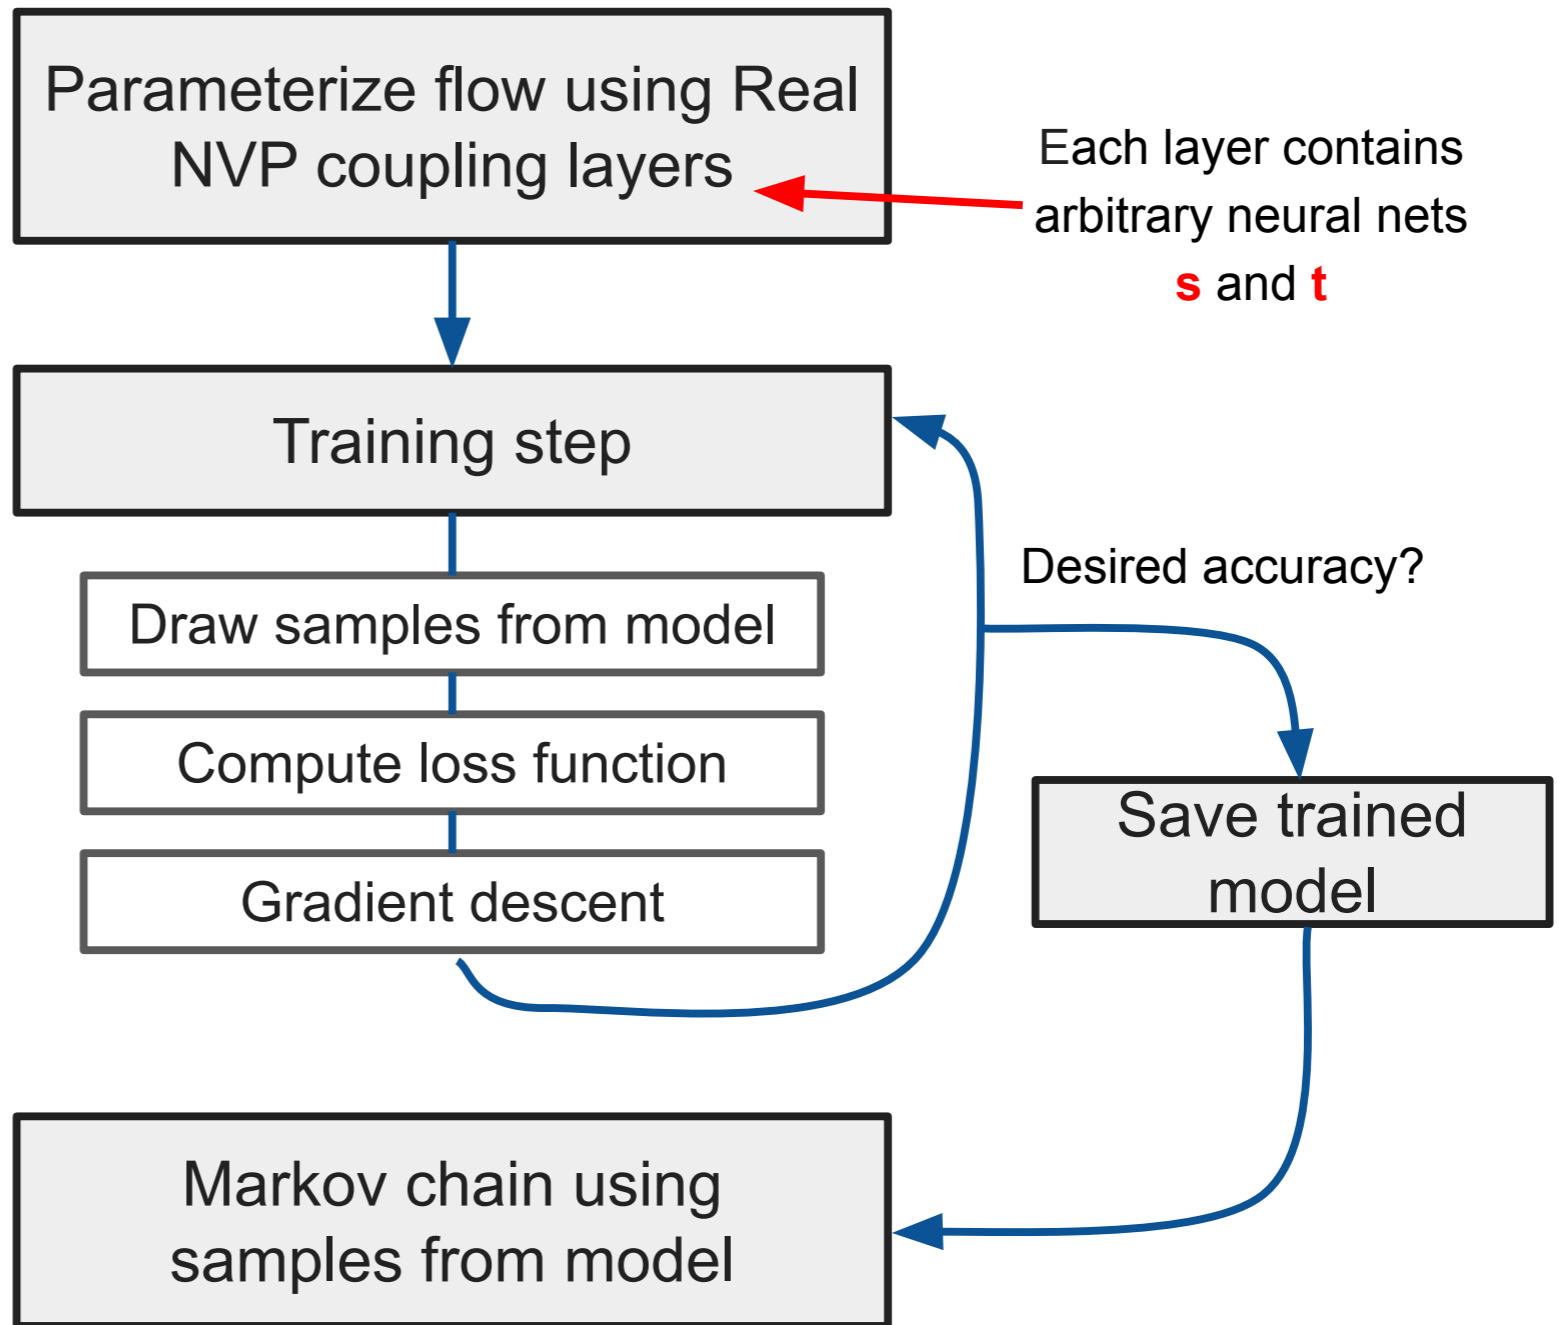 Parameterize flow using Real
NVP coupling layers
Each layer contains
arbitrary neural nets
s and t
Training step
Draw samples from model
Compute loss function
Gradient descent
Desired accuracy?
Save trained
model
Markov chain using
samples from model